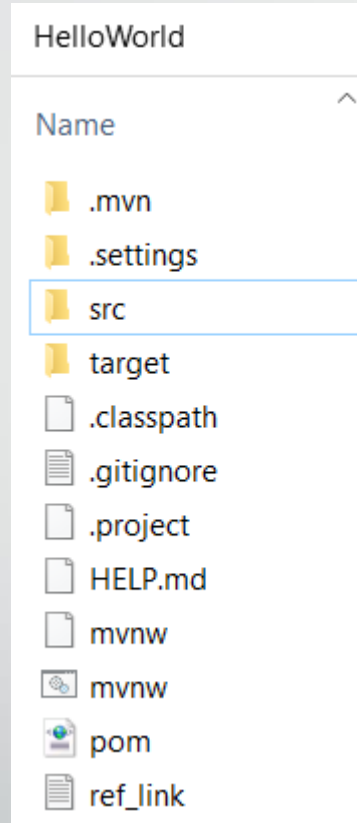 HelloWorld
Name
.mvn
.settings
src
target
.classpath
.gitignore
.project
HELP.md
mvnw
mvnw
pom
ref_link